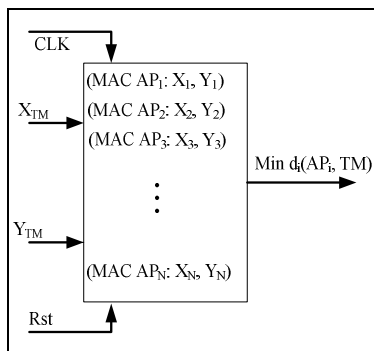 CLK
(MAC AP1: X1, Y1)
XTM
(MAC AP2: X2, Y2)
(MAC AP3: X3, Y3)
Min di(APi, TM)
YTM
(MAC APN: XN, YN)
Rst